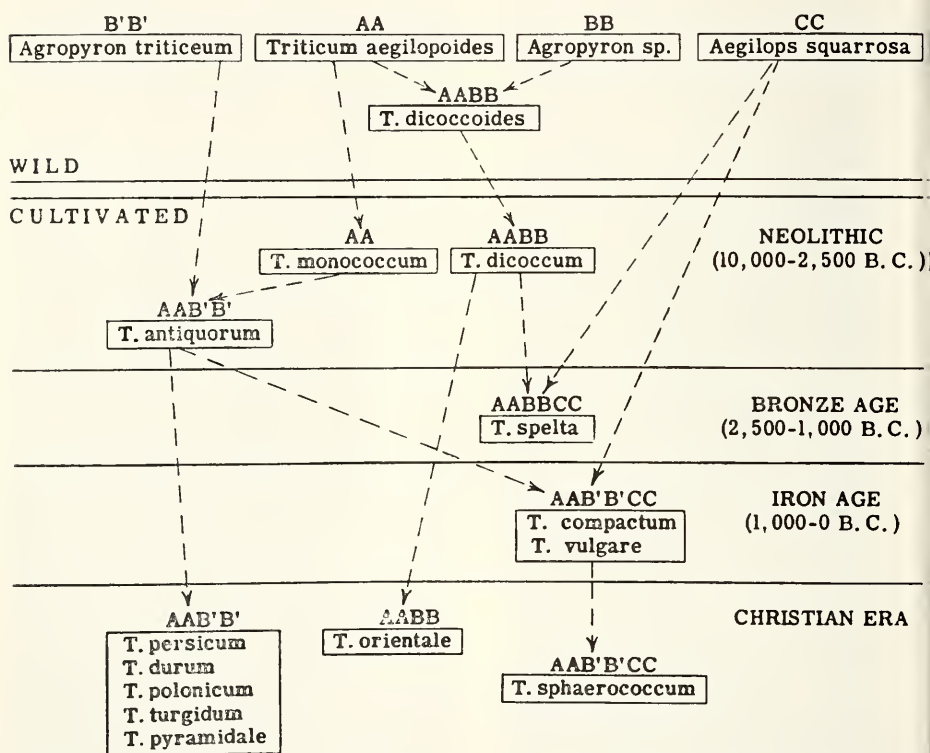 B'B' AA BB CC
Agropyron triticeum Triticum aegilopoides Agropyron sp. Aegilops squarrosa
AABB
T. dicoccoides
WILD
CULTIVATED
AA AABB NEOLITHIC
T. monococcum T. dicoccum (10,000-2,500 B. C.)
AAB'B'
T. antiquorum
AABBCC BRONZE AGE
T. spelta (2,500-1,000 B. C.)
AAB'B'CC IRON AGE
T. compactum (1,000-0 B. C.)
T. vulgare
AAB'B' AABB CHRISTIAN ERA
T. persicum T. orientale
T. durum AAB'B'CC
T. polonicum T. sphaerococcum
T. turgidum
T. pyramidale